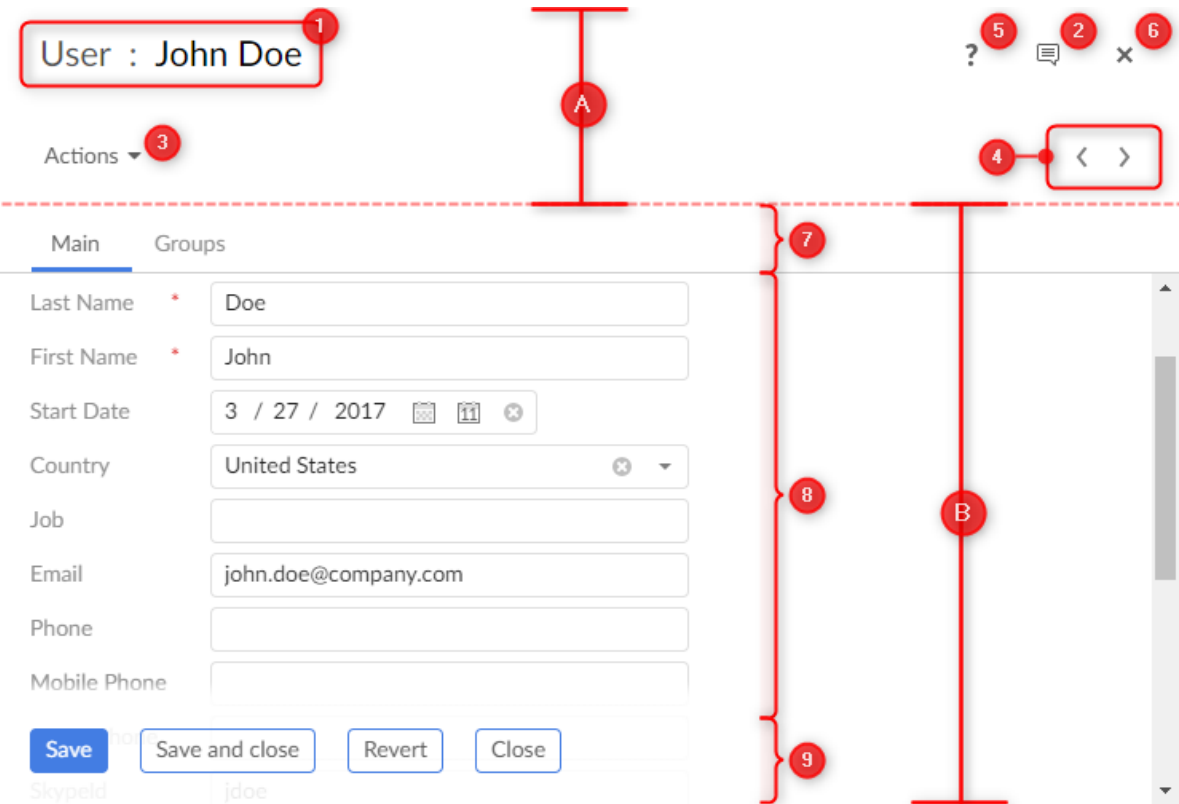 User : John Doe 1
5 2 6
? 
A
Actions 3
4
Main Groups
7
Last Name * Doe
First Name * John
Start Date 3 / 27 / 2017 11
Country United States
8
B
Job
Email john.doe@company.com
Phone
Mobile Phone
Save Save and close Revert Close
9
SkypeId jdoe